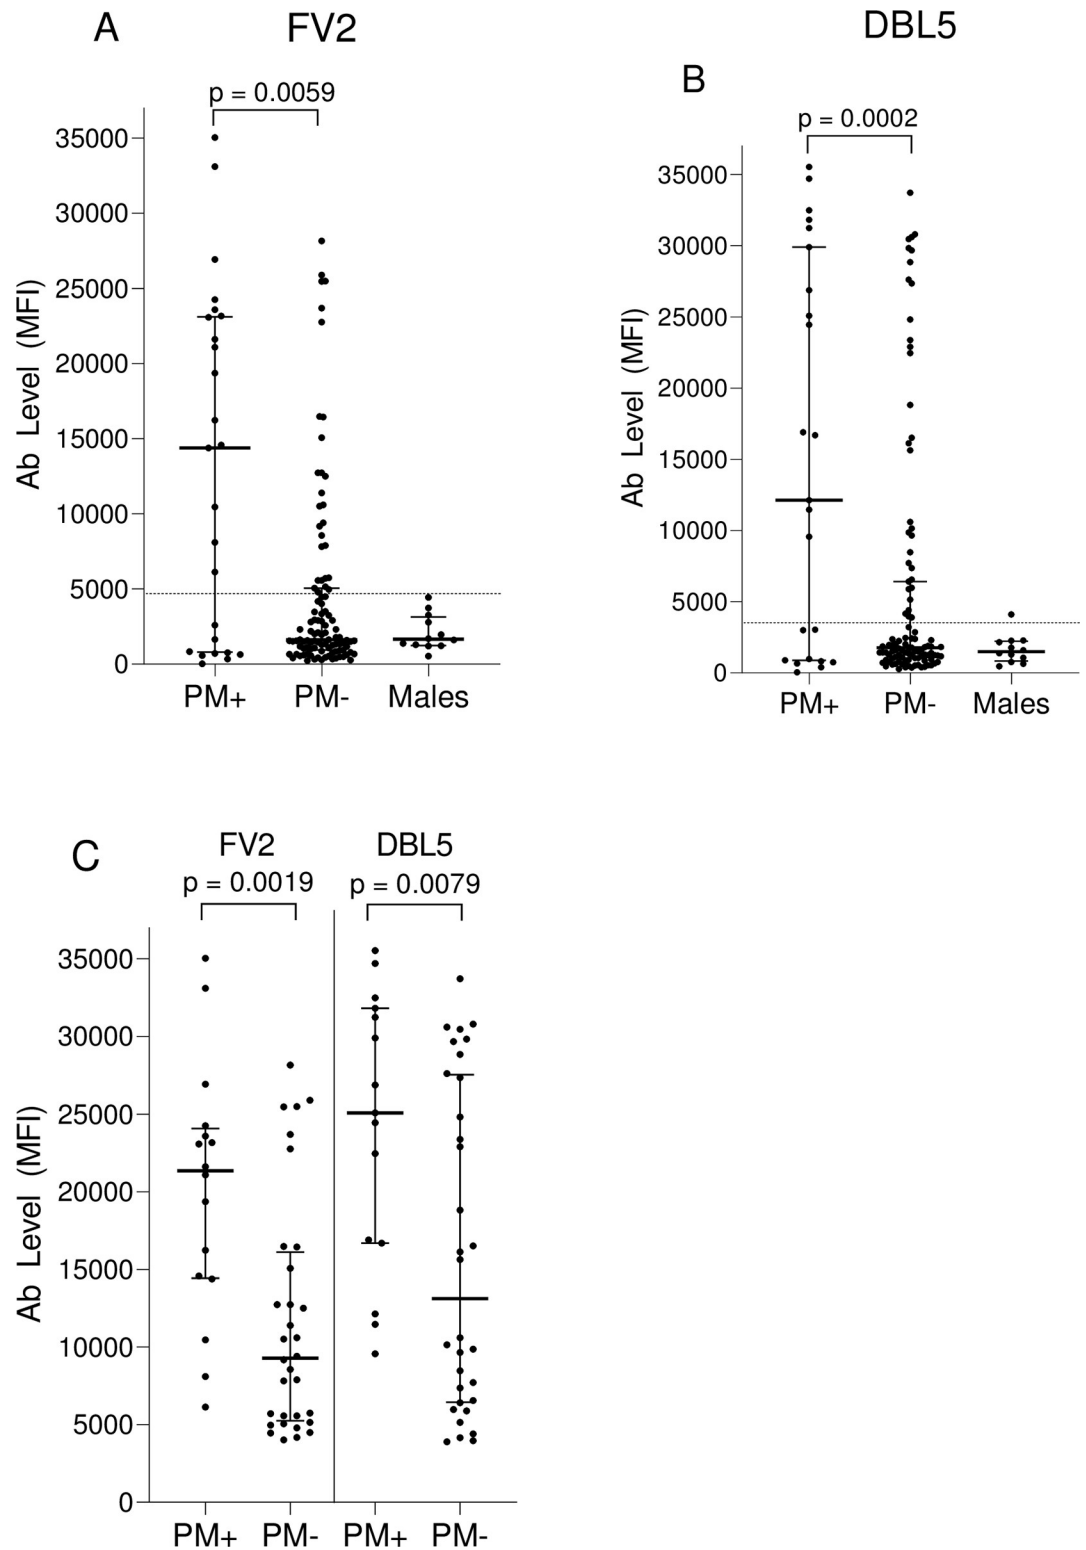 A
FV2
p = 0.0059
Ab Level (MFI)
35000
30000
25000
20000
15000
10000
5000
0
PM+ PM- Males
DBL5
B
p = 0.0002
Ab Level (MFI)
35000
30000
25000
20000
15000
10000
5000
0
PM+ PM- Males
C
FV2 DBL5
p = 0.0019 p = 0.0079
Ab Level (MFI)
35000
30000
25000
20000
15000
10000
5000
0
PM+ PM- PM+ PM-